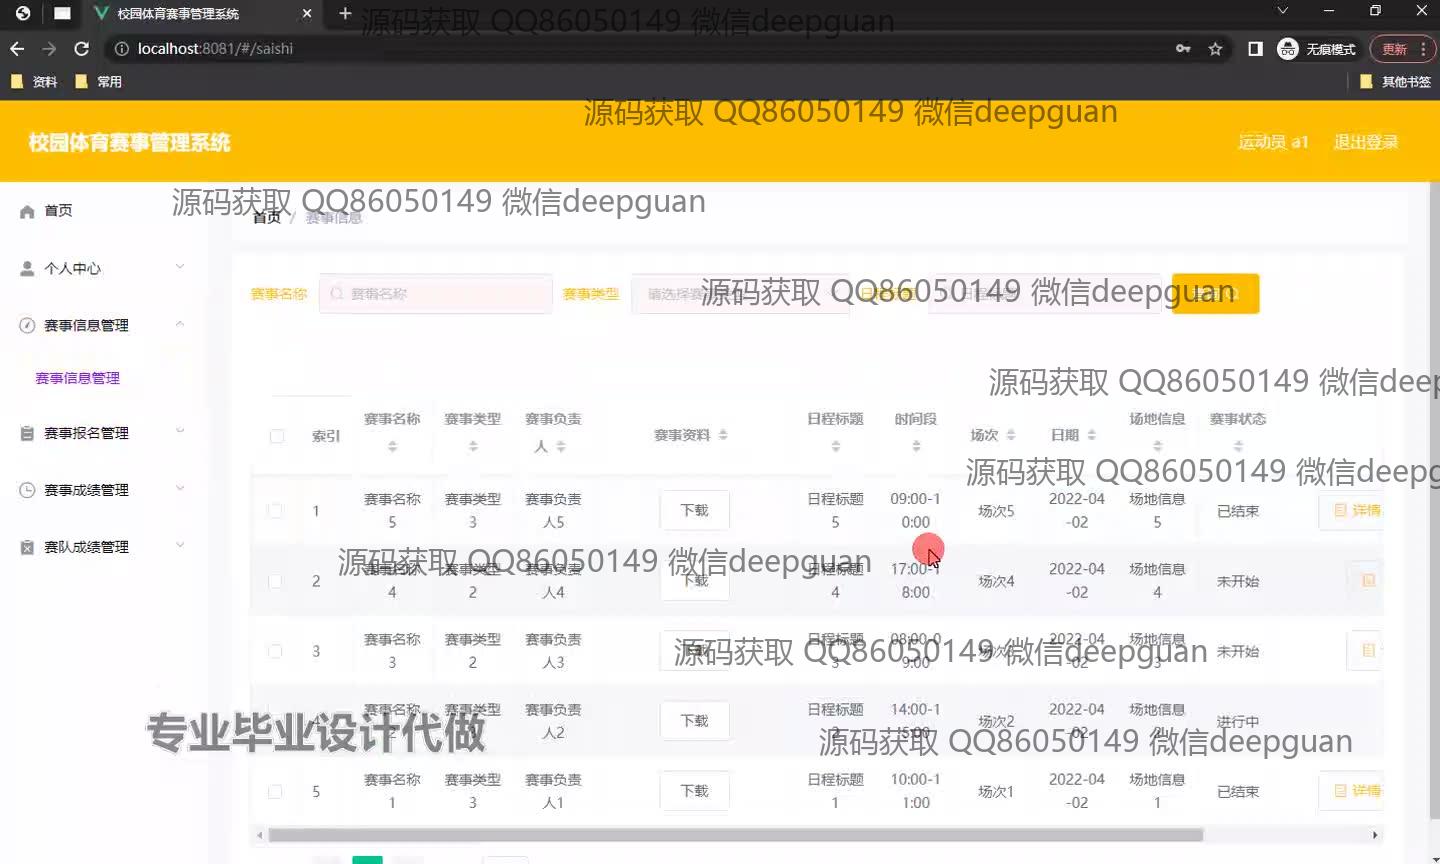 校园体育赛事管理系统
源码获取 QQ86050149 微信deepguan
localhost:8081/#/saishi
无痕模式
更新
资料
常用
其他书签
源码获取 QQ86050149 微信deepguan
校园体育赛事管理系统
运动员 a1
退出登录
首页
源码获取 QQ86050149 微信deepguan
首页 / 赛事信息
个人中心
赛事名称
赛事名称
赛事类型
请选择赛
源码获取 QQ86050149 微信deepguan
赛事信息管理
赛事信息管理
源码获取 QQ86050149 微信deep
赛事报名管理
索引
赛事名称
赛事类型
赛事负责人
赛事资料
日程标题
时间段
场次
日期
场地信息
赛事状态
源码获取 QQ86050149 微信deepg
赛事成绩管理
赛队成绩管理
1
赛事名称5
赛事类型3
赛事负责人5
下载
日程标题5
09:00-10:00
场次5
2022-04-02
场地信息5
已结束
详情
源码获取 QQ86050149 微信deepguan
2
赛事名称4
赛事类型2
赛事负责人4
下载
日程标题4
17:00-18:00
场次4
2022-04-02
场地信息4
未开始
3
赛事名称3
赛事类型2
赛事负责人3
下载
日程标题3
08:00-09:00
场次3
2022-04-02
场地信息3
未开始
源码获取 QQ86050149 微信deepguan
专业毕业设计代做
4
赛事名称2
赛事类型2
赛事负责人2
下载
日程标题2
14:00-15:00
场次2
2022-04-02
场地信息2
进行中
源码获取 QQ86050149 微信deepguan
5
赛事名称1
赛事类型3
赛事负责人1
下载
日程标题1
10:00-11:00
场次1
2022-04-02
场地信息1
已结束
详情